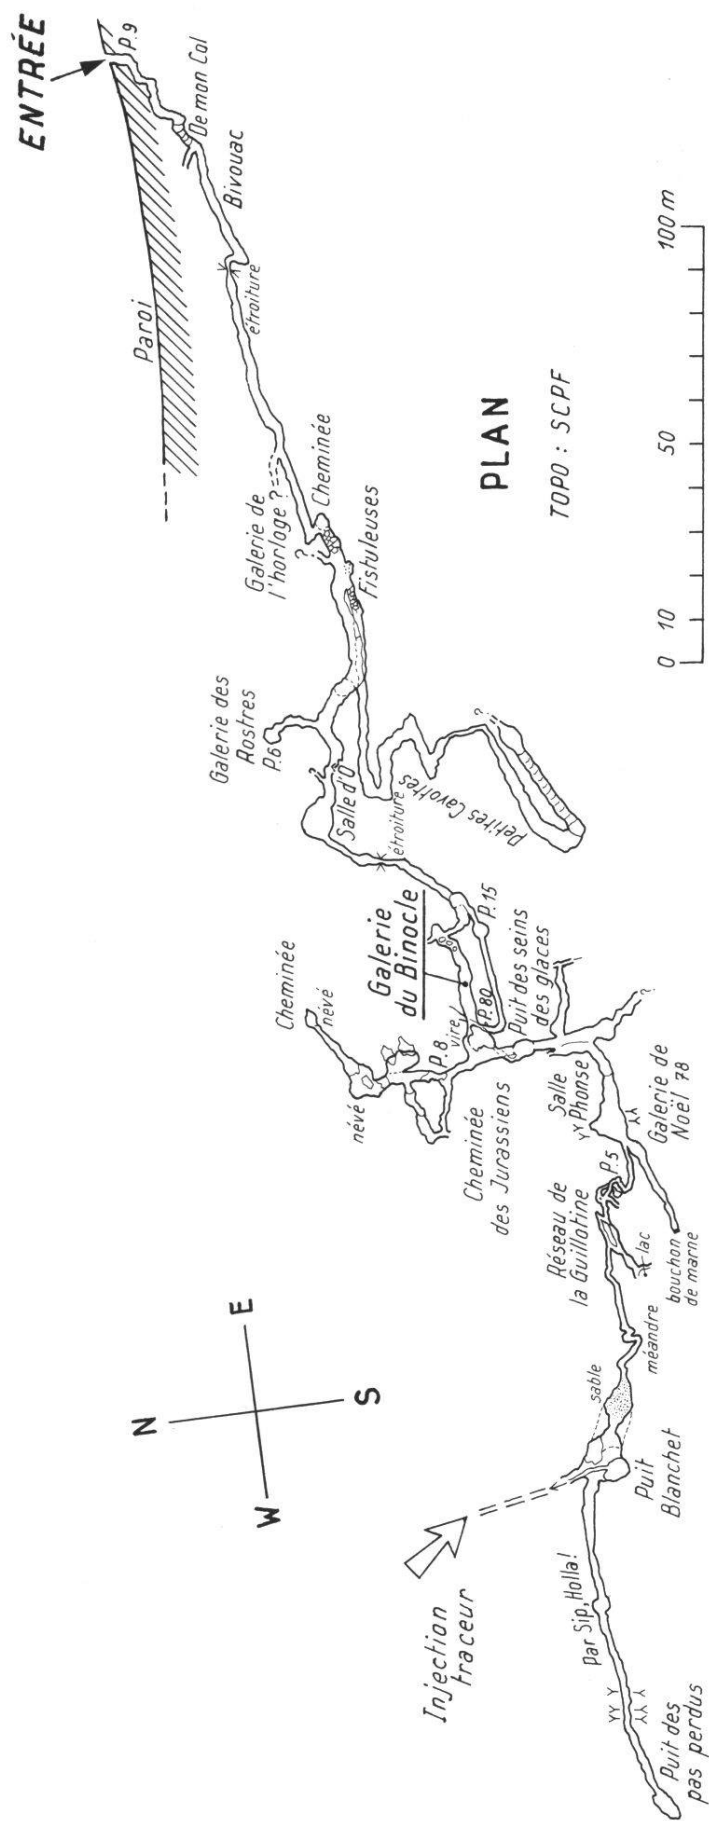 ENTRÉE
P.9
De mon Col
Bivouac
étroiture
Paroi
Cheminée
Fistuleuses
Galerie de
l'horloge ?
?
Galerie des
Rostres
P.6
?
Salle d'O
étroiture
Petites Cavottes
?
PLAN
TOPO : SCPF
0
10
50
100 m
Galerie
du Binocle
P.15
P.80
vire
P.8
Puit des seins
des glaces
Cheminée
névé
névé
Cheminée
des Jurassiens
?
Salle
Phonse
Galerie de
Noël 78
P.5
Réseau de
la Guillotine
lac
bouchon
de marne
méandre
sable
Puit
Blanchet
N
E
S
W
Injection
traceur
Par Sip, Holla!
Puit des
pas perdus